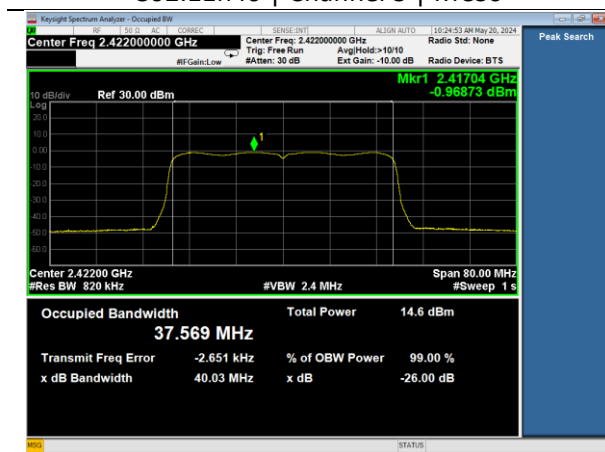 Keysight Spectrum Analyzer - Occupied BW
RF 50 Ω AC CORREC SENSE:INT ALIGN AUTO 10:24:53 AM May 20, 2024
Center Freq 2.422000000 GHz Center Freq: 2.422000000 GHz Radio Std: None
Trig: Free Run Avg|Hold:>10/10
#IFGain:Low #Atten: 30 dB Ext Gain: -10.00 dB Radio Device: BTS
Peak Search
Mkr1 2.41704 GHz
10 dB/div Ref 30.00 dBm -0.96873 dBm
Log
20.0
10.0
0.00
-10.0
-20.0
-30.0
-40.0
-50.0
-60.0
1
Center 2.42200 GHz Span 80.00 MHz
#Res BW 820 kHz #VBW 2.4 MHz #Sweep 1 s
Occupied Bandwidth Total Power 14.6 dBm
37.569 MHz
Transmit Freq Error -2.651 kHz % of OBW Power 99.00 %
x dB Bandwidth 40.03 MHz x dB -26.00 dB
MSG STATUS